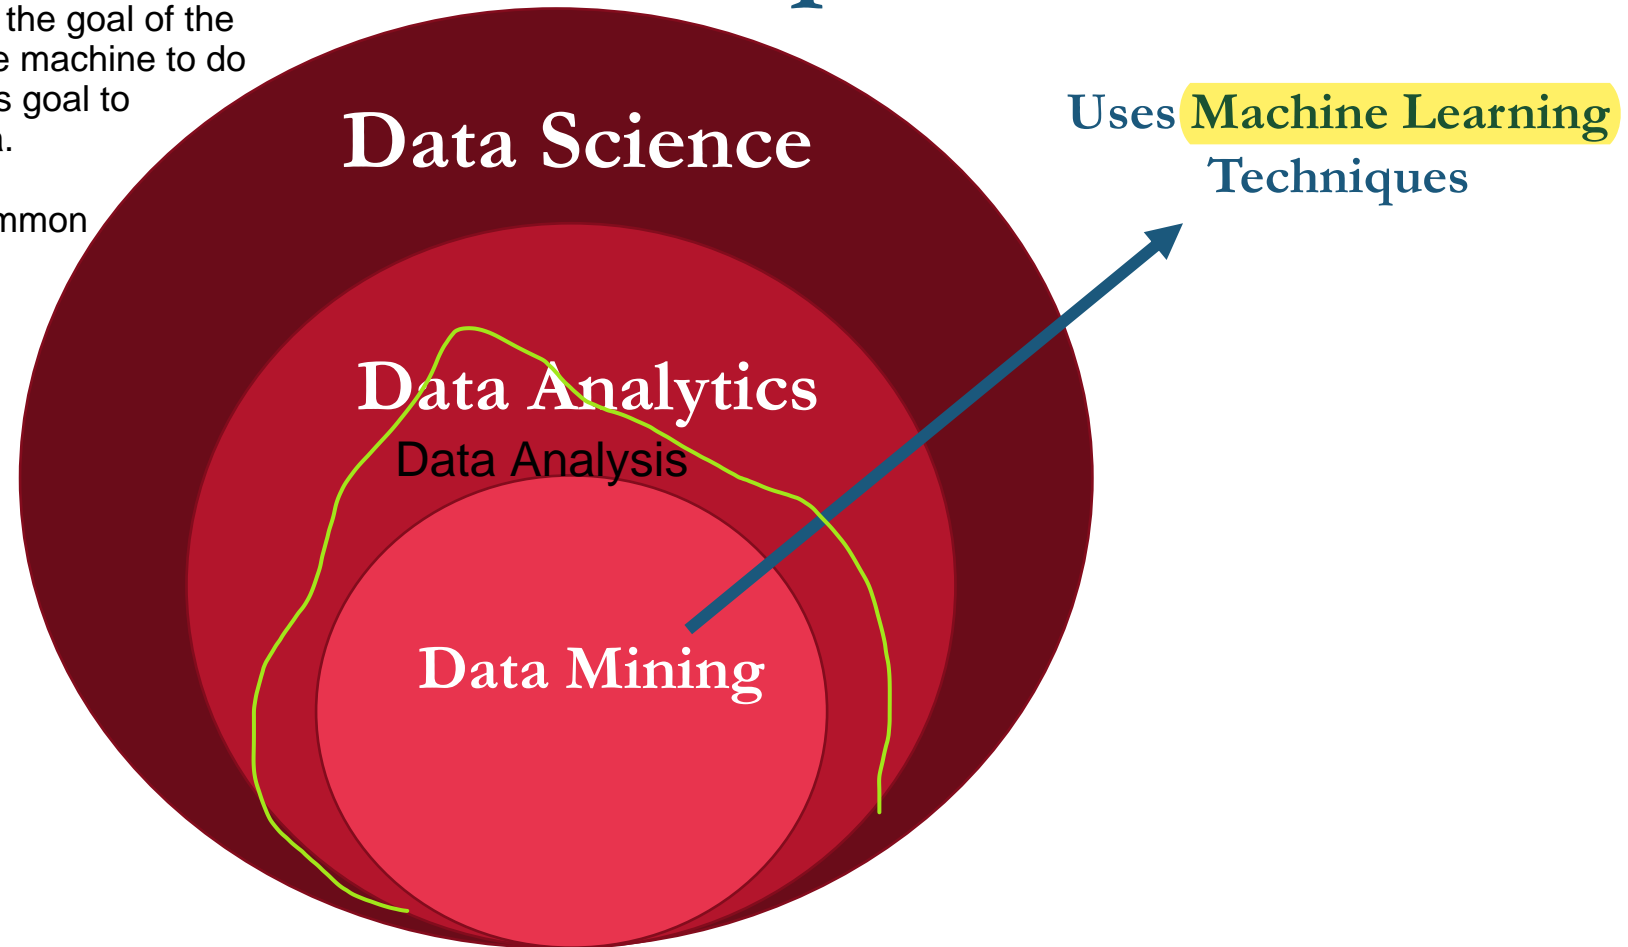 the goal of the
machine to do
s goal to
Data Science
Uses Machine Learning
Techniques
Data Analytics
Data Analysis
Data Mining